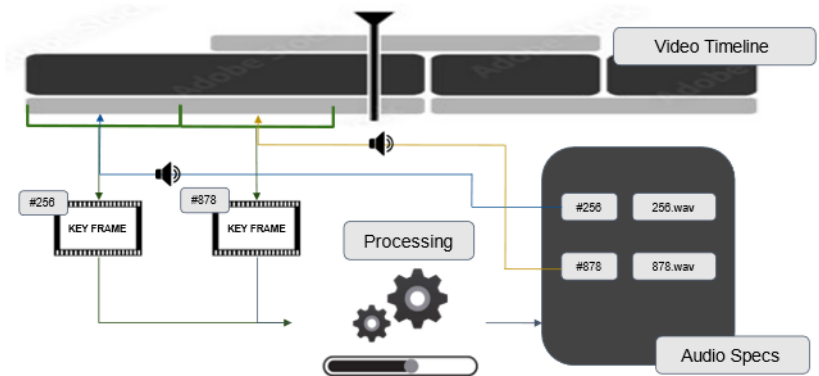 Video Timeline
#256
KEY FRAME
#878
KEY FRAME
Processing
#256
256.wav
#878
878.wav
Audio Specs